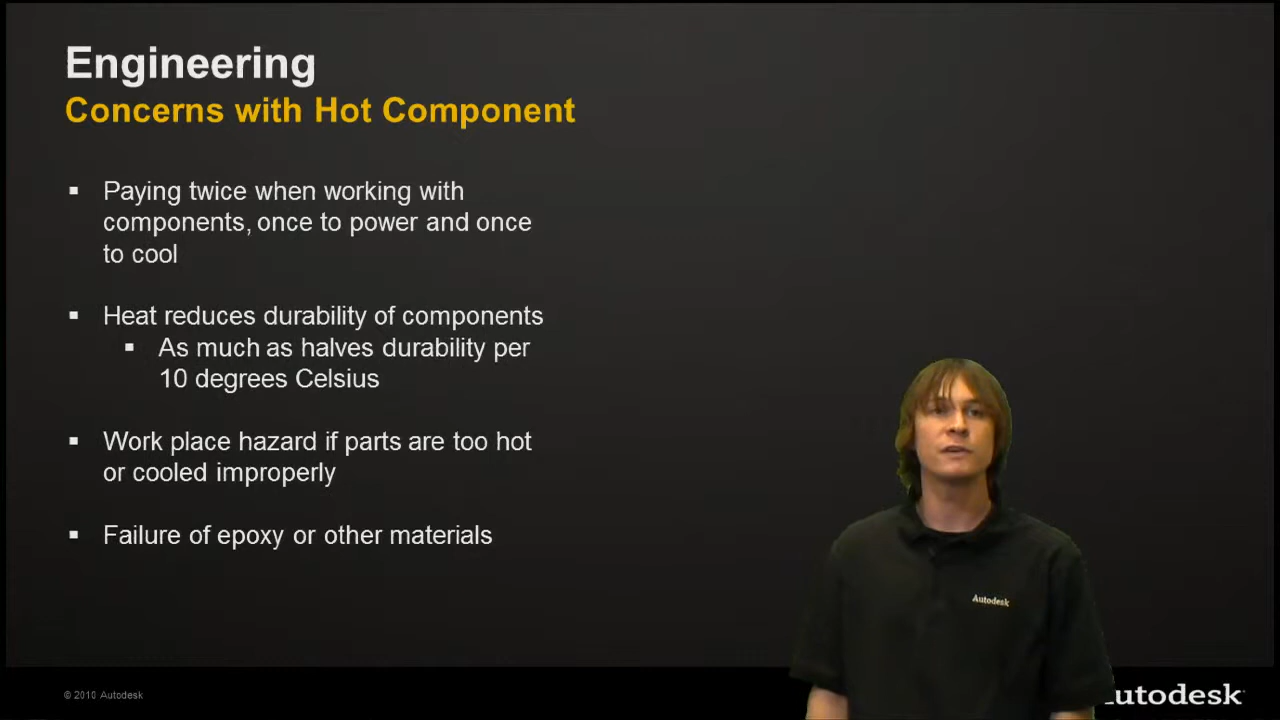 Engineering
Concerns with Hot Component
▪ Paying twice when working with
components, once to power and once
to cool
▪ Heat reduces durability of components
▪ As much as halves durability per
10 degrees Celsius
▪ Work place hazard if parts are too hot
or cooled improperly
▪ Failure of epoxy or other materials
Autodesk
© 2010 Autodesk
utodesk